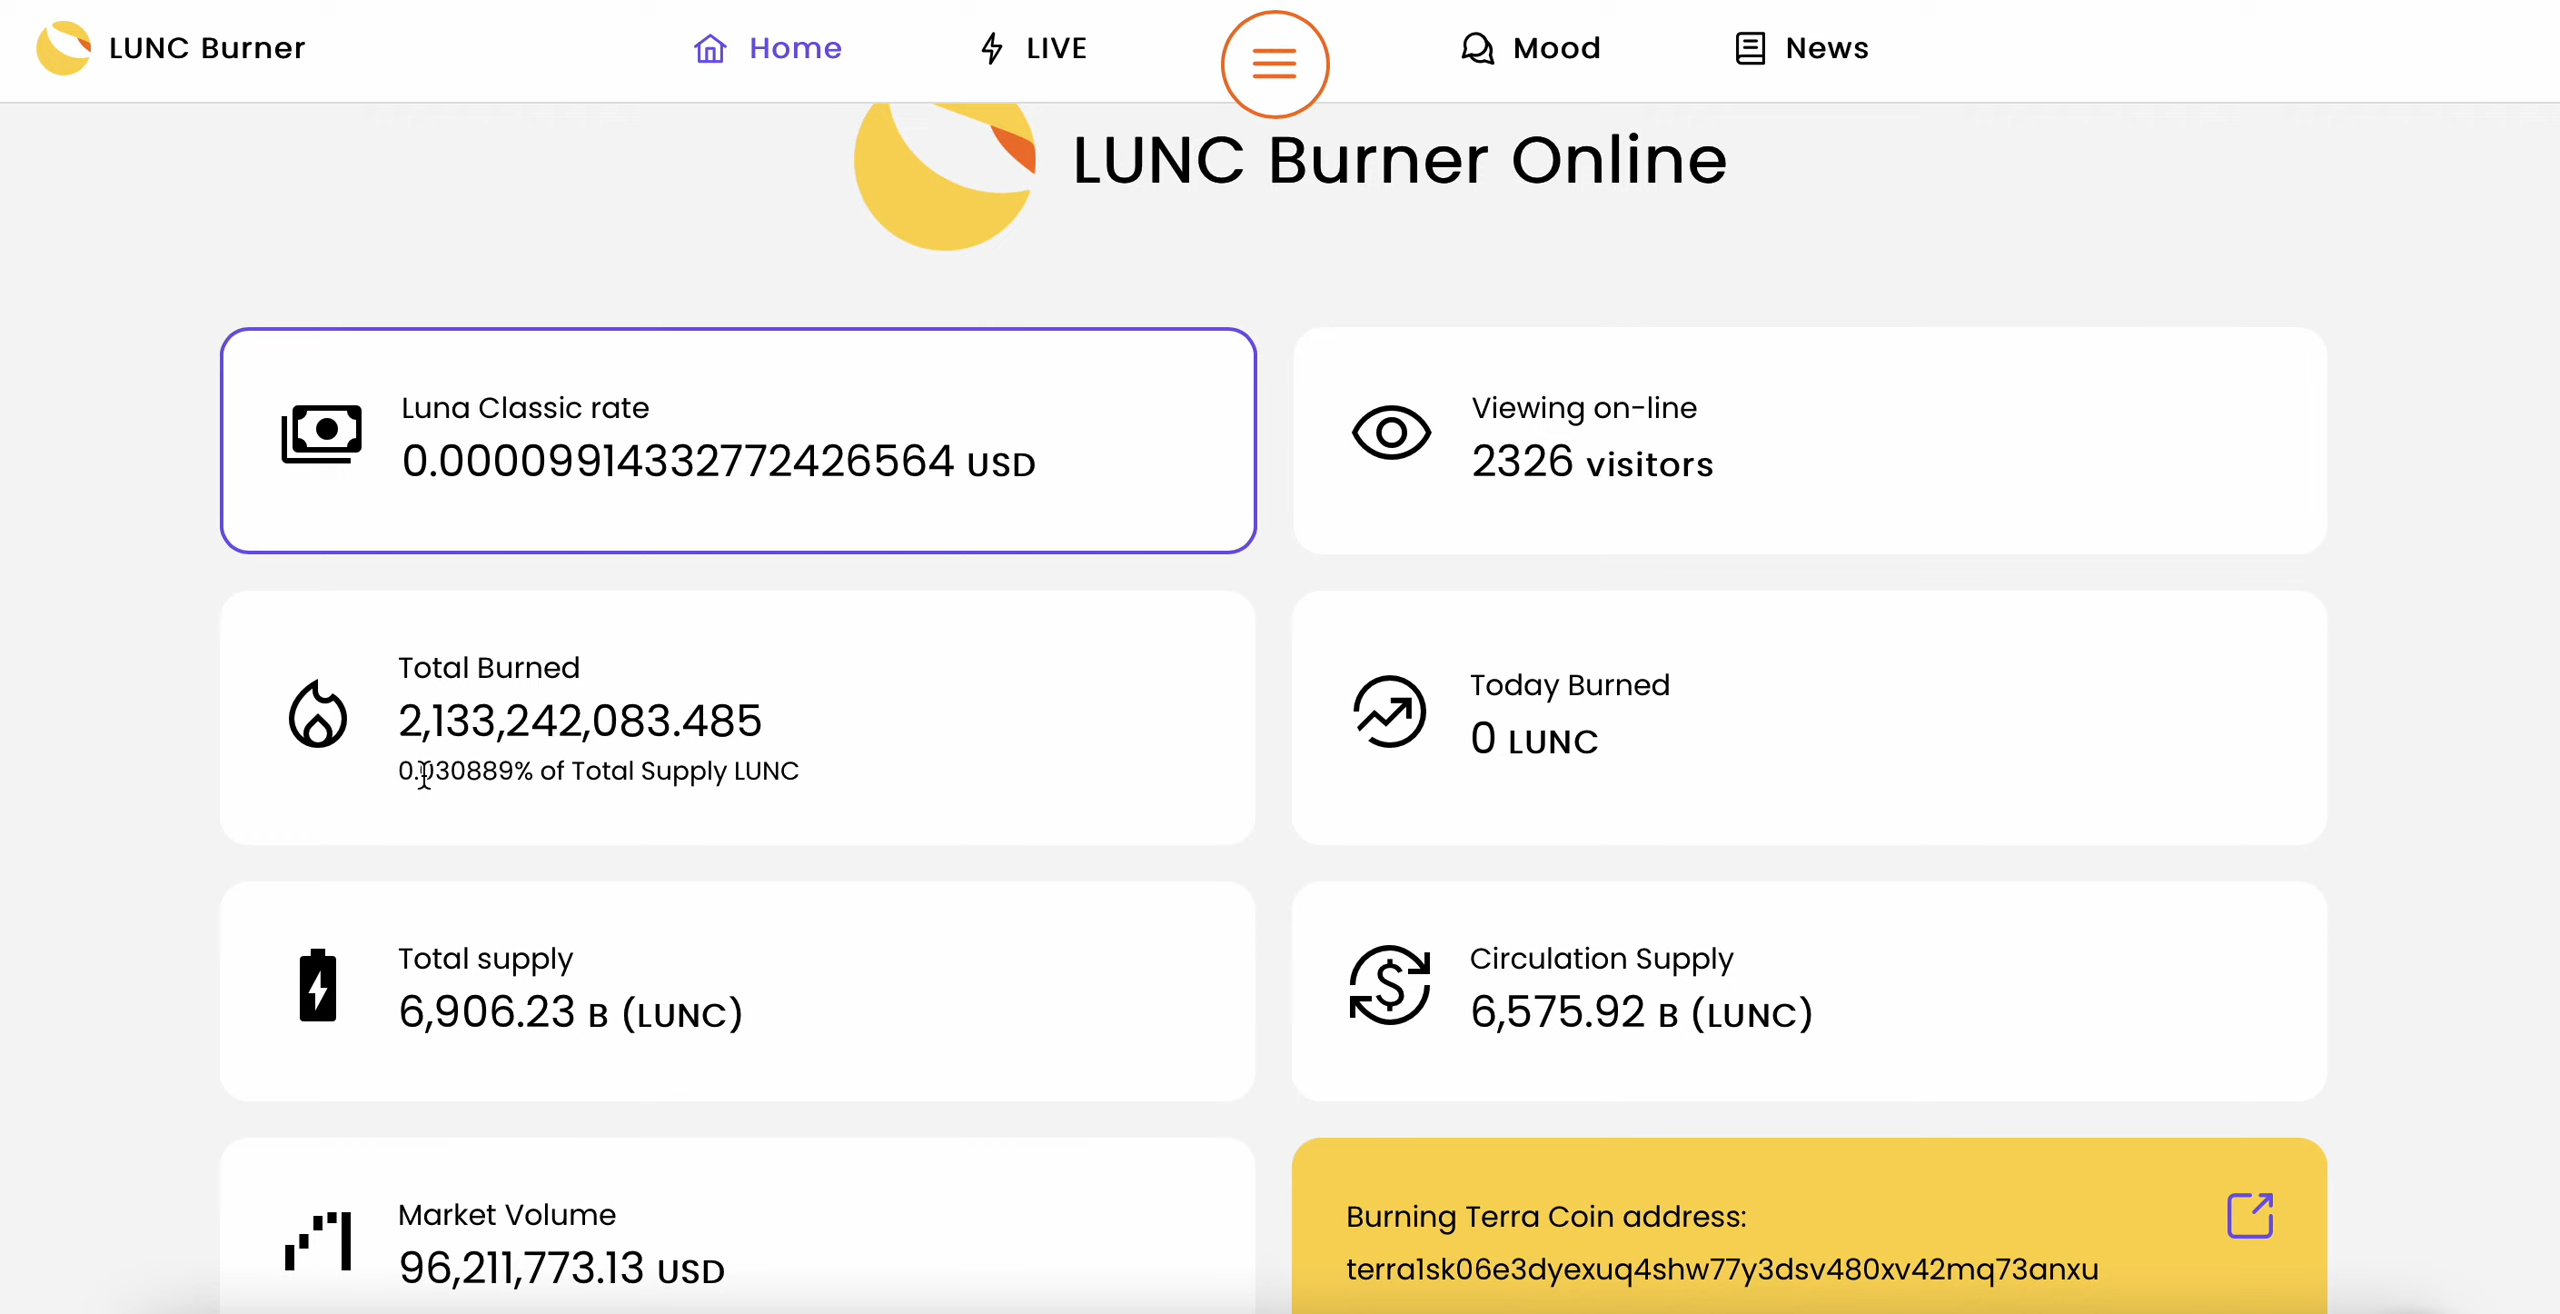 LUNC Burner
Home
LIVE
Mood
News
LUNC Burner Online
Luna Classic rate
0.00009914332772426564 USD
Viewing on-line
2326 visitors
Total Burned
2,133,242,083.485
0.030889% of Total Supply LUNC
Today Burned
0 LUNC
Total supply
6,906.23 B (LUNC)
Circulation Supply
6,575.92 B (LUNC)
Market Volume
96,211,773.13 USD
Burning Terra Coin address:
terra1sk06e3dyexuq4shw77y3dsv480xv42mq73anxu